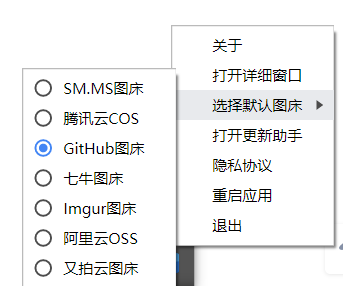 关于
打开详细窗口
选择默认图床
打开更新助手
隐私协议
重启应用
退出
SM.MS图床
腾讯云COS
GitHub图床
七牛图床
Imgur图床
阿里云OSS
又拍云图床